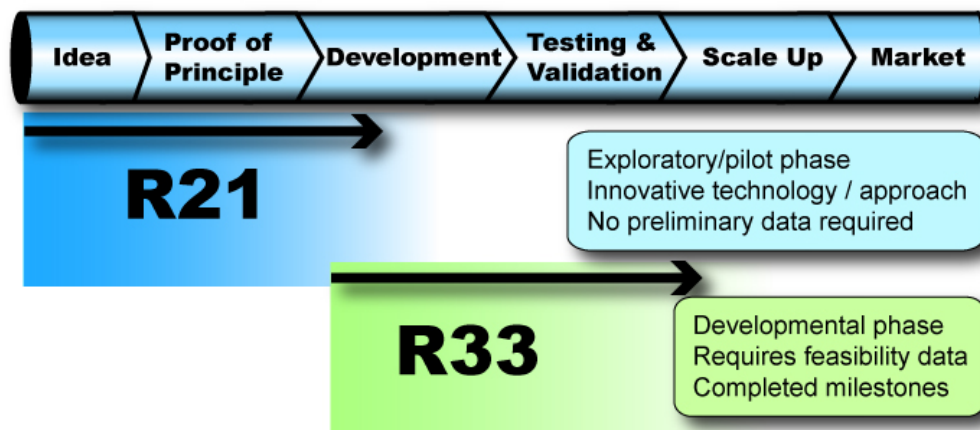 Idea
Proof of
Principle
Development
Testing &
Validation
Scale Up
Market
R21
Exploratory/pilot phase
Innovative technology / approach
No preliminary data required
R33
Developmental phase
Requires feasibility data
Completed milestones